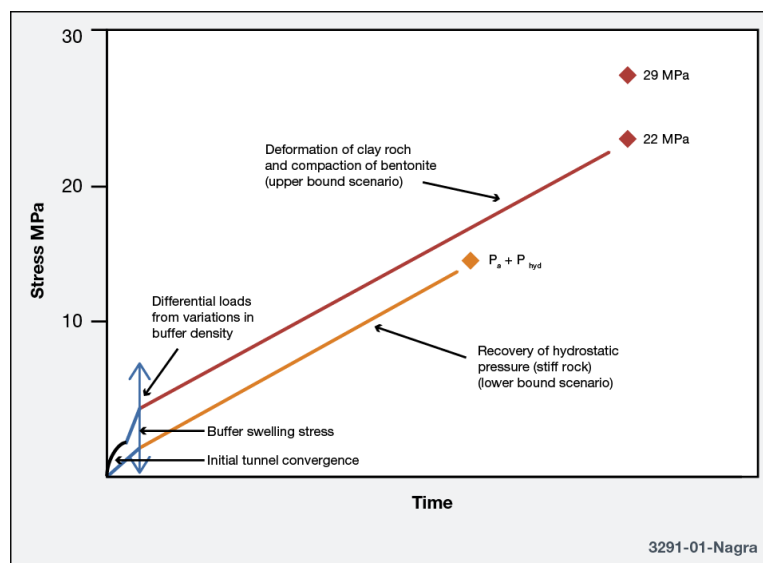 30
29 MPa
22 MPa
Deformation of clay roch
and compaction of bentonite
(upper bound scenario)
20
Stress MPa
P a + P hyd
Differential loads
from variations in
buffer density
10
Recovery of hydrostatic
pressure (stiff rock)
(lower bound scenario)
Buffer swelling stress
Initial tunnel convergence
Time
3291-01-Nagra